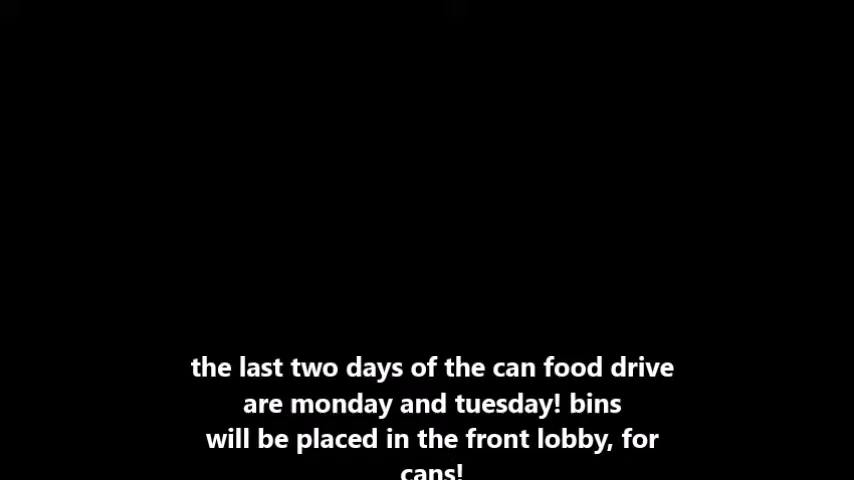 the last two days of the can food drive
are monday and tuesday! bins
will be placed in the front lobby, for
cans!